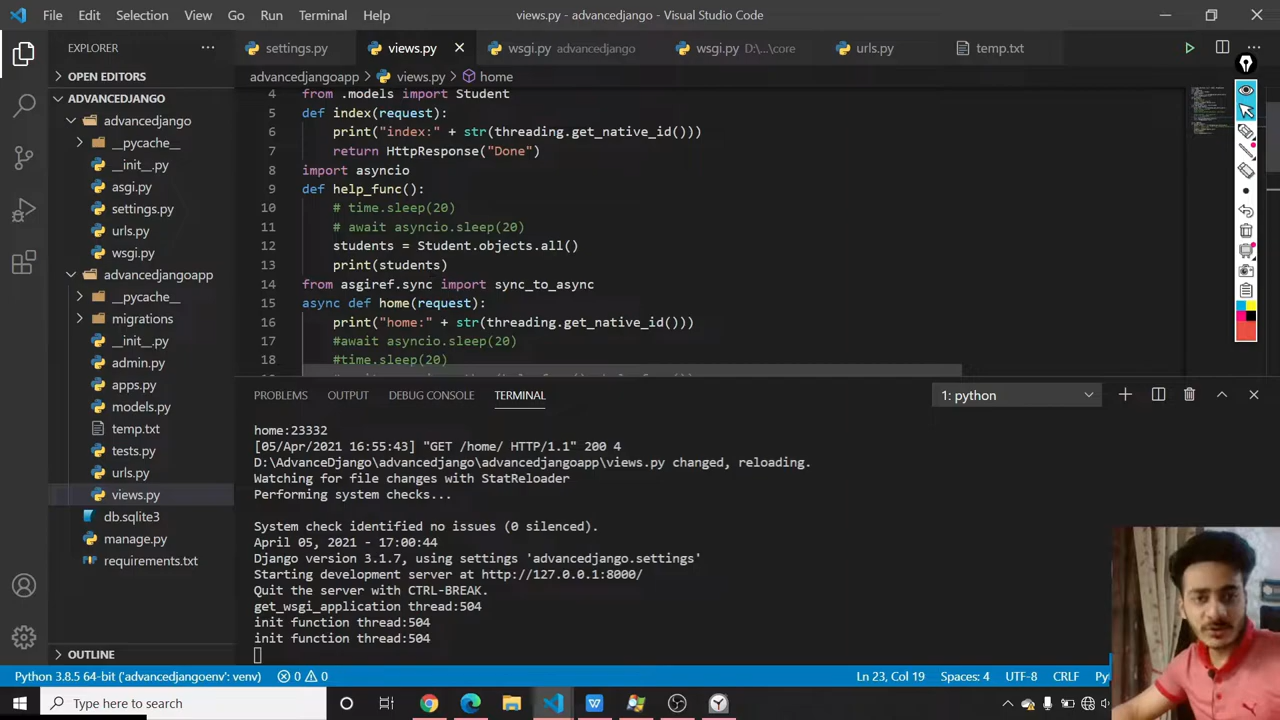 File Edit Selection View Go Run Terminal Help views.py - advancedjango - Visual Studio Code
EXPLORER
settings.py views.py wsgi.py advancedjango wsgi.py D:\...\core urls.py temp.txt
OPEN EDITORS
advancedjangoapp > views.py > home
ADVANCEDJANGO
advancedjango
__pycache__
__init__.py
asgi.py
settings.py
urls.py
wsgi.py
advancedjangoapp
__pycache__
migrations
__init__.py
admin.py
apps.py
models.py
temp.txt
tests.py
urls.py
views.py
db.sqlite3
manage.py
requirements.txt
OUTLINE
4 from .models import Student
5 def index(request):
6 print("index:" + str(threading.get_native_id()))
7 return HttpResponse("Done")
8 import asyncio
9 def help_func():
10 # time.sleep(20)
11 # await asyncio.sleep(20)
12 students = Student.objects.all()
13 print(students)
14 from asgiref.sync import sync_to_async
15 async def home(request):
16 print("home:" + str(threading.get_native_id()))
17 #await asyncio.sleep(20)
18 #time.sleep(20)
PROBLEMS OUTPUT DEBUG CONSOLE TERMINAL 1: python
home:23332
[05/Apr/2021 16:55:43] "GET /home/ HTTP/1.1" 200 4
D:\AdvanceDjango\advancedjango\advancedjangoapp\views.py changed, reloading.
Watching for file changes with StatReloader
Performing system checks...
System check identified no issues (0 silenced).
April 05, 2021 - 17:00:44
Django version 3.1.7, using settings 'advancedjango.settings'
Starting development server at http://127.0.0.1:8000/
Quit the server with CTRL-BREAK.
get_wsgi_application thread:504
init function thread:504
init function thread:504
Python 3.8.5 64-bit ('advancedjangoenv': venv) 0 0 Ln 23, Col 19 Spaces: 4 UTF-8 CRLF
Type here to search